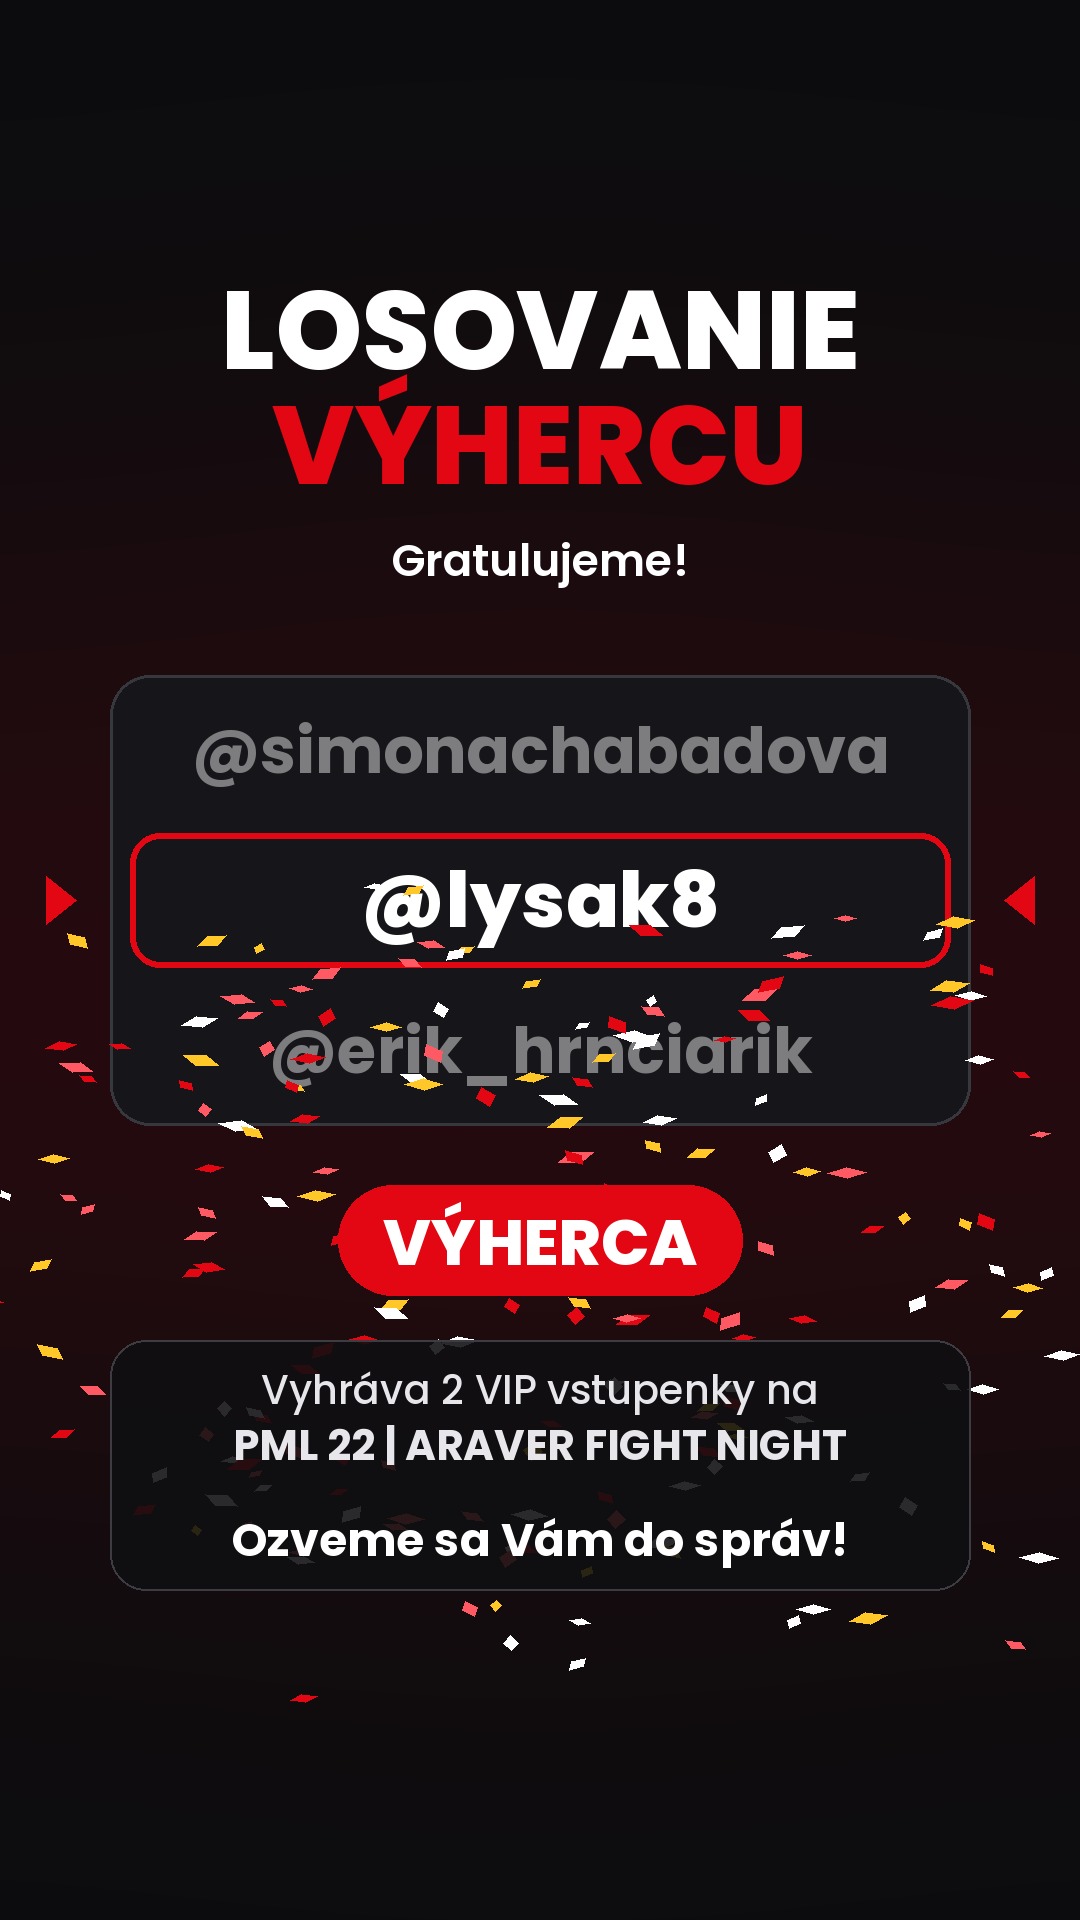 LOSOVANIE
VÝHERCU
Gratulujeme!
@simonachabadova
@lysak8
@erik_hrnciarik
VÝHERCA
Vyhráva 2 VIP vstupenky na
PML 22 | ARAVER FIGHT NIGHT
Ozveme sa Vám do správ!